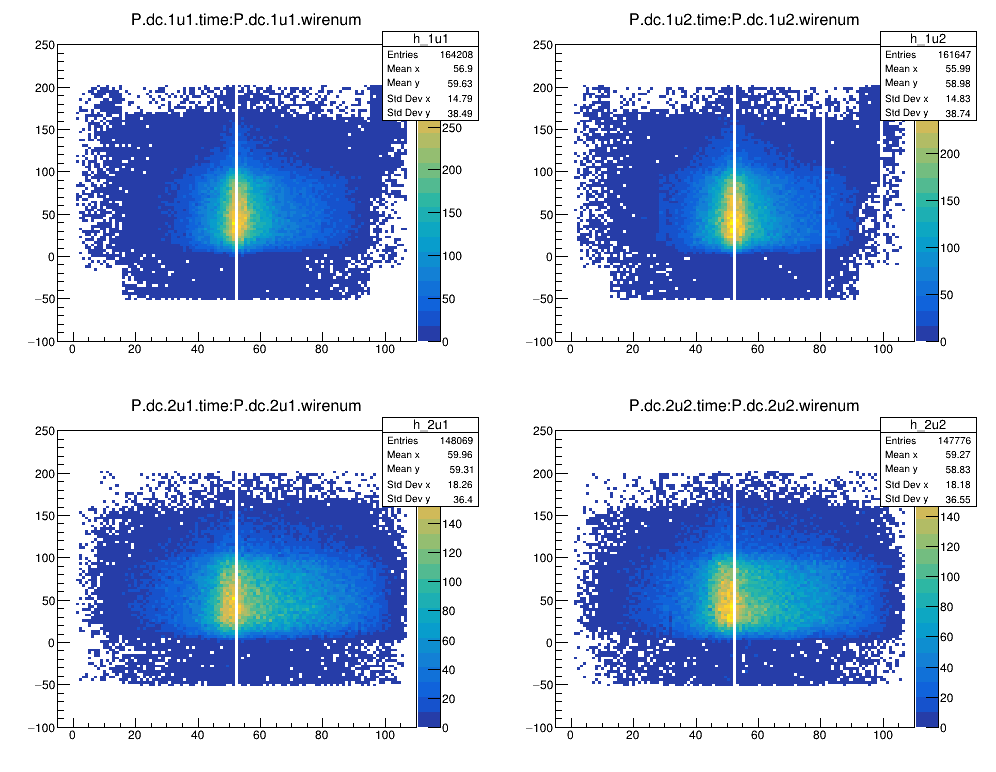 P.dc.1u1.time:P.dc.1u1.wirenum
h_1u1
Entries 164208
Mean x 56.9
Mean y 59.63
Std Dev x 14.79
Std Dev y 38.49
250
200
150
100
50
0
−50
−100
0 20 40 60 80 100
250
200
150
100
50
0
P.dc.1u2.time:P.dc.1u2.wirenum
h_1u2
Entries 161647
Mean x 55.99
Mean y 58.98
Std Dev x 14.83
Std Dev y 38.74
250
200
150
100
50
0
−50
−100
0 20 40 60 80 100
200
150
100
50
0
P.dc.2u1.time:P.dc.2u1.wirenum
h_2u1
Entries 148069
Mean x 59.96
Mean y 59.31
Std Dev x 18.26
Std Dev y 36.4
250
200
150
100
50
0
−50
−100
0 20 40 60 80 100
140
120
100
80
60
40
20
0
P.dc.2u2.time:P.dc.2u2.wirenum
h_2u2
Entries 147776
Mean x 59.27
Mean y 58.83
Std Dev x 18.18
Std Dev y 36.55
250
200
150
100
50
0
−50
−100
0 20 40 60 80 100
140
120
100
80
60
40
20
0